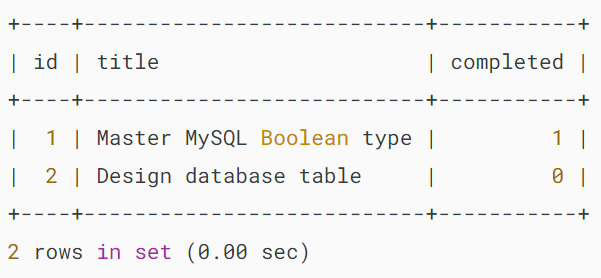 +----+---------------------------+-----------+
| id | title                     | completed |
+----+---------------------------+-----------+
|  1 | Master MySQL Boolean type |         1 |
|  2 | Design database table     |         0 |
+----+---------------------------+-----------+
2 rows in set (0.00 sec)